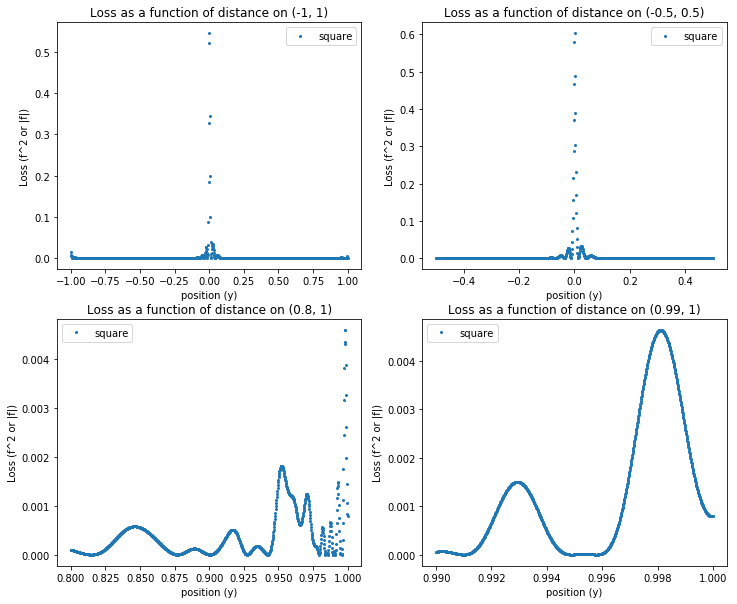 Loss as a function of distance on (-1, 1)
square
Loss (f^2 or |f|)
0.5
0.4
0.3
0.2
0.1
0.0
−1.00 −0.75 −0.50 −0.25 0.00 0.25 0.50 0.75 1.00
position (y)
Loss as a function of distance on (-0.5, 0.5)
square
Loss (f^2 or |f|)
0.6
0.5
0.4
0.3
0.2
0.1
0.0
−0.4 −0.2 0.0 0.2 0.4
position (y)
Loss as a function of distance on (0.8, 1)
square
Loss (f^2 or |f|)
0.004
0.003
0.002
0.001
0.000
0.800 0.825 0.850 0.875 0.900 0.925 0.950 0.975 1.000
position (y)
Loss as a function of distance on (0.99, 1)
square
Loss (f^2 or |f|)
0.004
0.003
0.002
0.001
0.000
0.990 0.992 0.994 0.996 0.998 1.000
position (y)